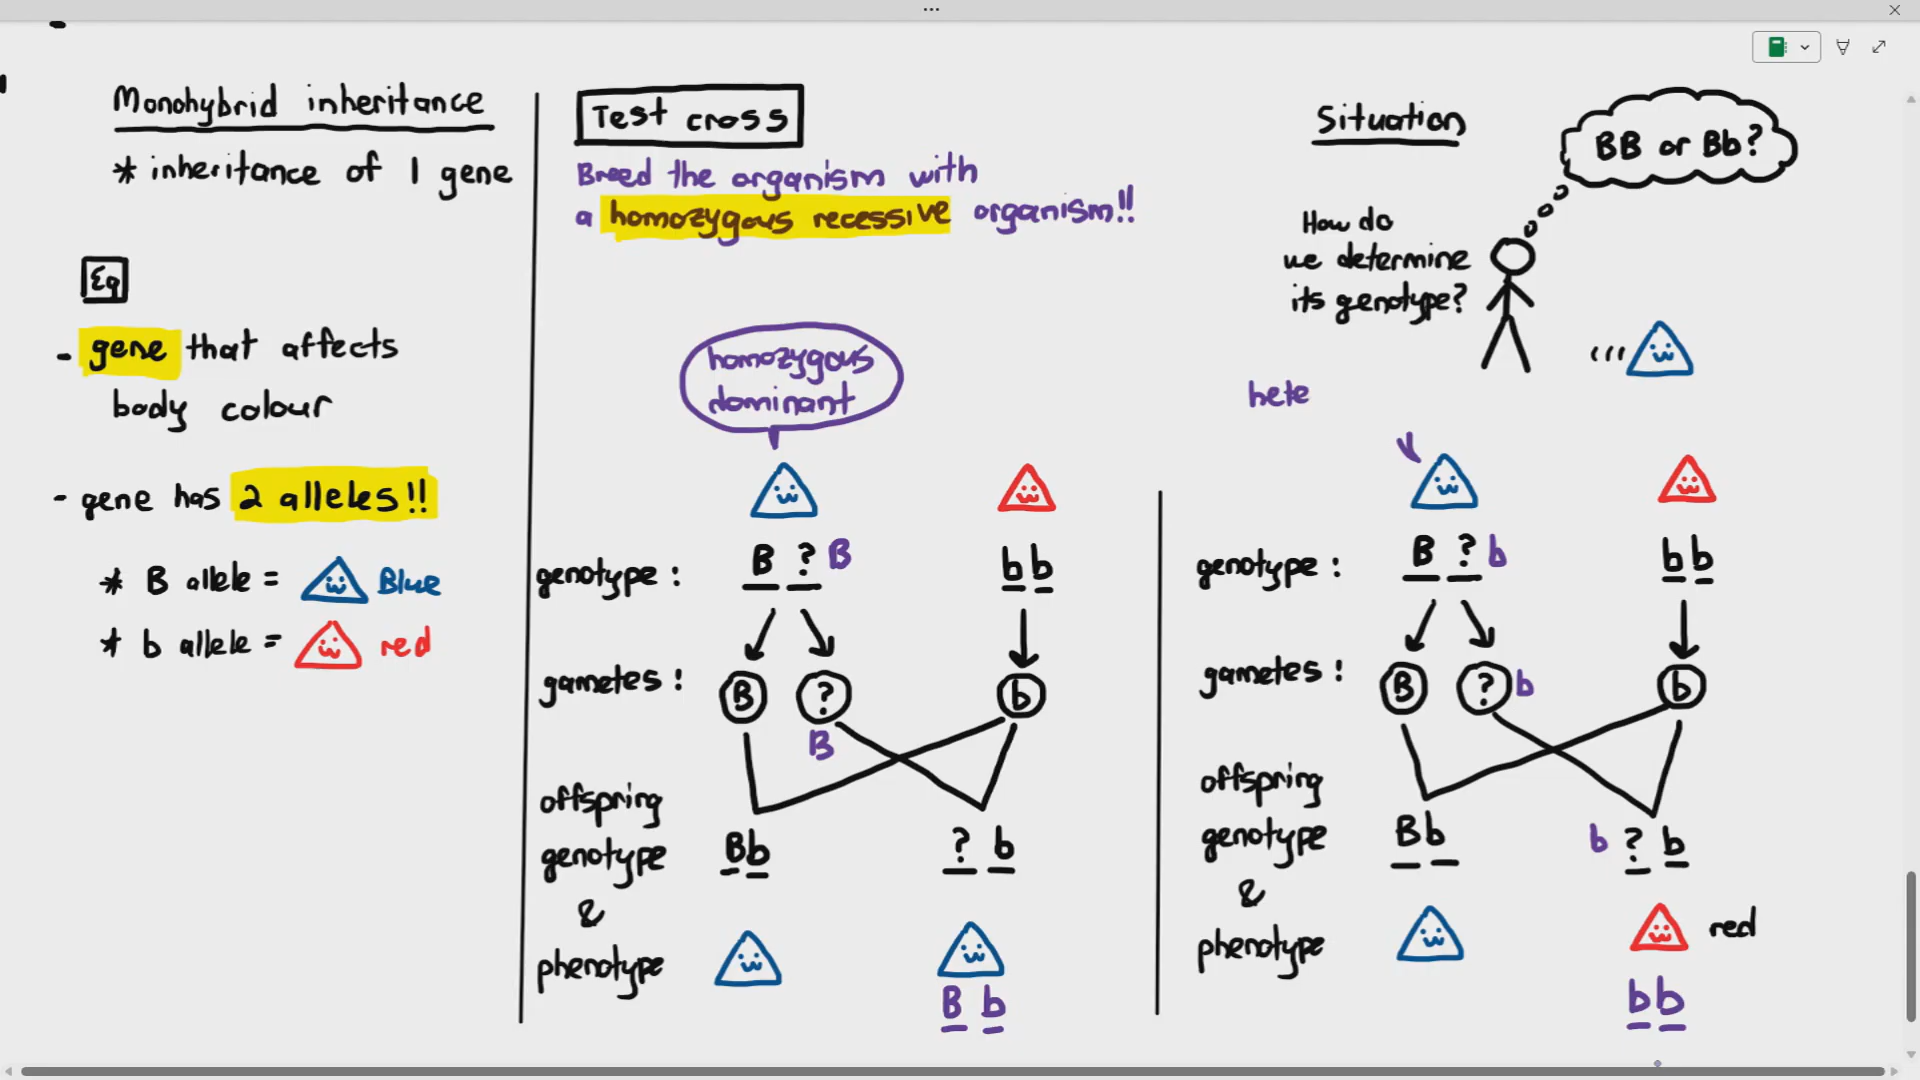 Monohybrid inheritance
* inheritance of 1 gene
Eg
- gene that affects
body colour
- gene has 2 alleles!!
* B allele = Blue
* b allele = red
Test cross
Breed the organism with
a homozygous recessive organism!!
homozygous
dominant
genotype : B ? B b b
gametes : B ? b
B
offspring
genotype Bb ? b
&
phenotype
B b
Situation
BB or Bb?
How do
we determine
its genotype?
hete
genotype : B ? b b b
gametes : B ? b b
offspring
genotype Bb b ? b
&
phenotype red
bb